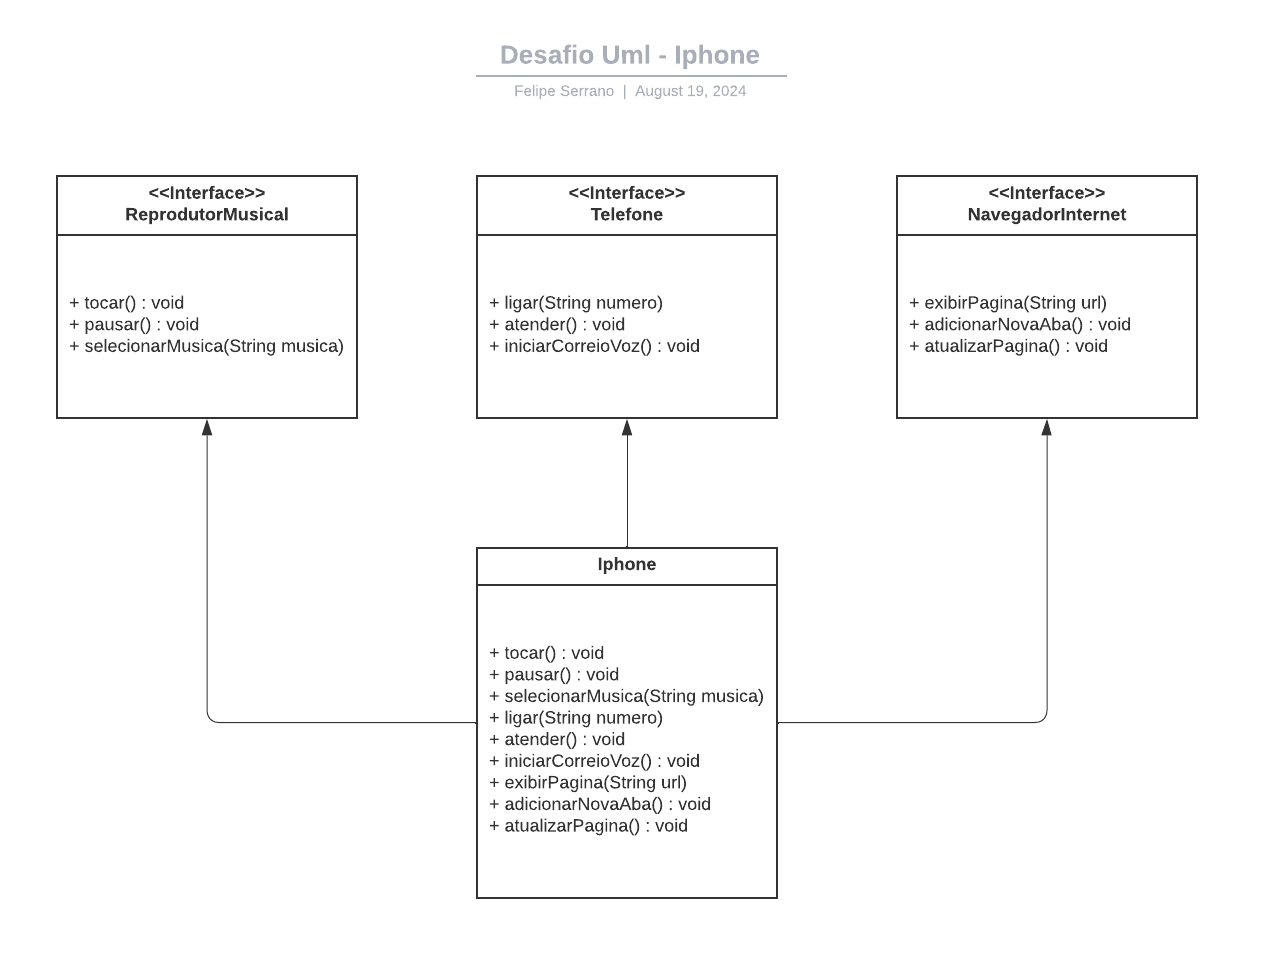 Desafio Uml - Iphone
Felipe Serrano | August 19, 2024
<<Interface>>
ReprodutorMusical
+ tocar() : void
+ pausar() : void
+ selecionarMusica(String musica)
<<Interface>>
Telefone
+ ligar(String numero)
+ atender() : void
+ iniciarCorreioVoz() : void
<<Interface>>
NavegadorInternet
+ exibirPagina(String url)
+ adicionarNovaAba() : void
+ atualizarPagina() : void
Iphone
+ tocar() : void
+ pausar() : void
+ selecionarMusica(String musica)
+ ligar(String numero)
+ atender() : void
+ iniciarCorreioVoz() : void
+ exibirPagina(String url)
+ adicionarNovaAba() : void
+ atualizarPagina() : void